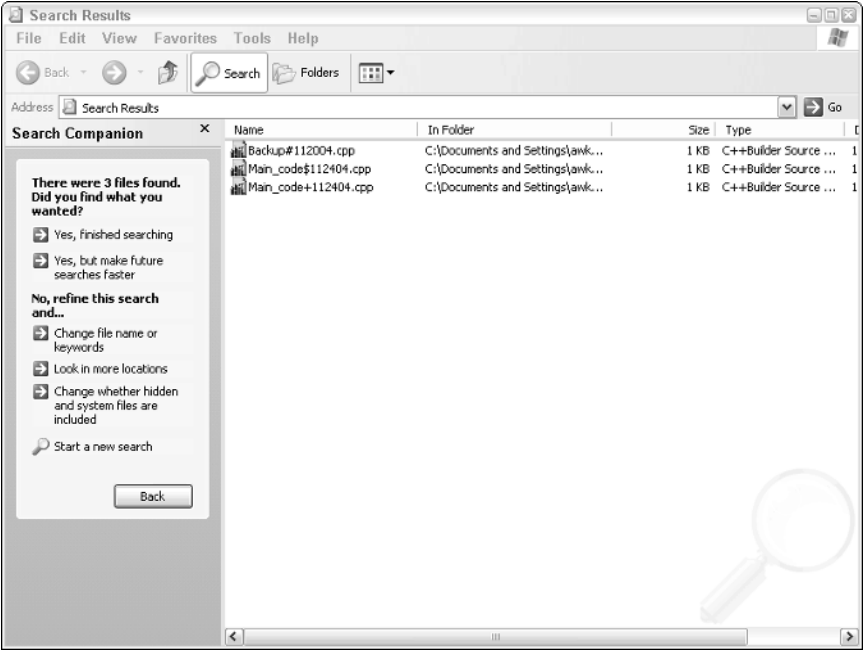 Search Results
File Edit View Favorites Tools Help
Back Search Folders
Address Search Results Go
Search Companion
Name In Folder Size Type
Backup#112004.cpp C:\Documents and Settings\awk... 1 KB C++Builder Source ... 1
Main_code$112404.cpp C:\Documents and Settings\awk... 1 KB C++Builder Source ... 1
Main_code+112404.cpp C:\Documents and Settings\awk... 1 KB C++Builder Source ... 1
There were 3 files found.
Did you find what you
wanted?
Yes, finished searching
Yes, but make future
searches faster
No, refine this search
and...
Change file name or
keywords
Look in more locations
Change whether hidden
and system files are
included
Start a new search
Back